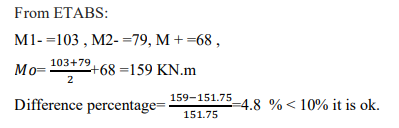 From ETABS:
M1- =103 , M2- =79, M + =68 ,
Mo= (103+79)/2 +68 =159 KN.m
Difference percentage= (159−151.75)/151.75 =4.8 % < 10% it is ok.